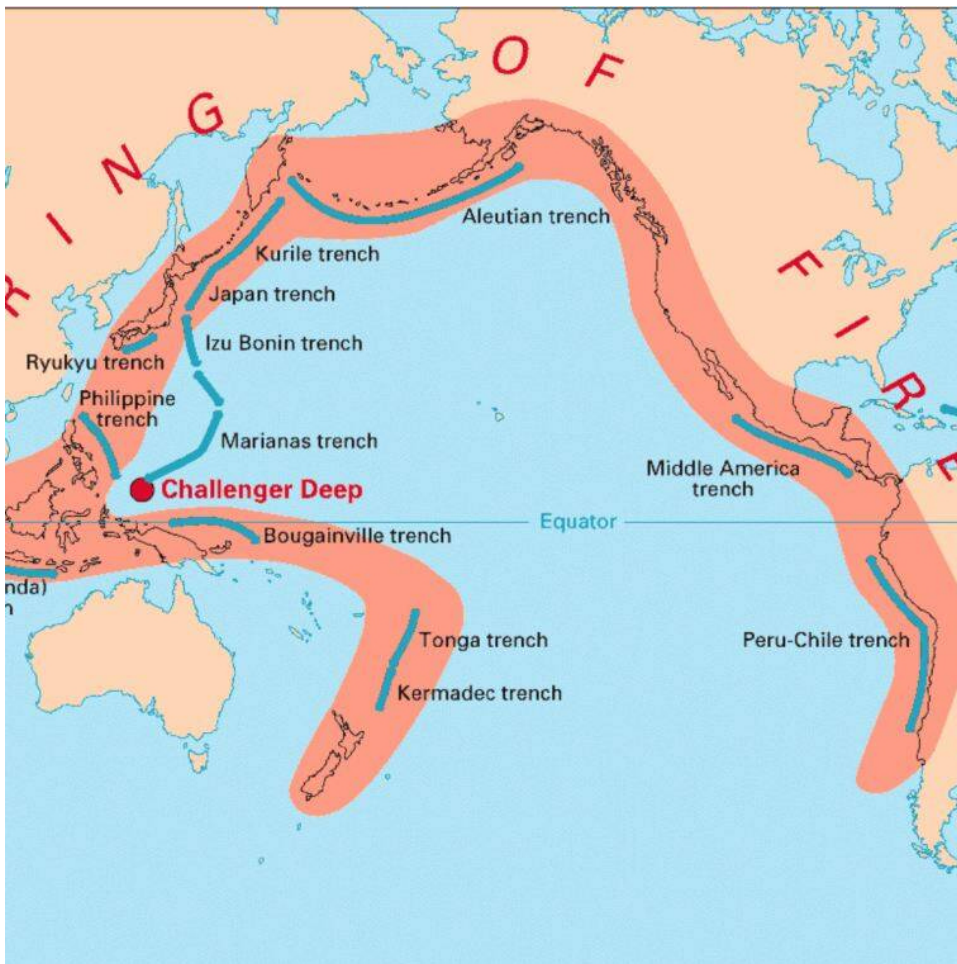 RING OF FIRE
Aleutian trench
Kurile trench
Japan trench
Izu Bonin trench
Ryukyu trench
Philippine
trench
Marianas trench
Challenger Deep
Middle America
trench
Equator
Bougainville trench
nda)
n
Tonga trench
Peru-Chile trench
Kermadec trench